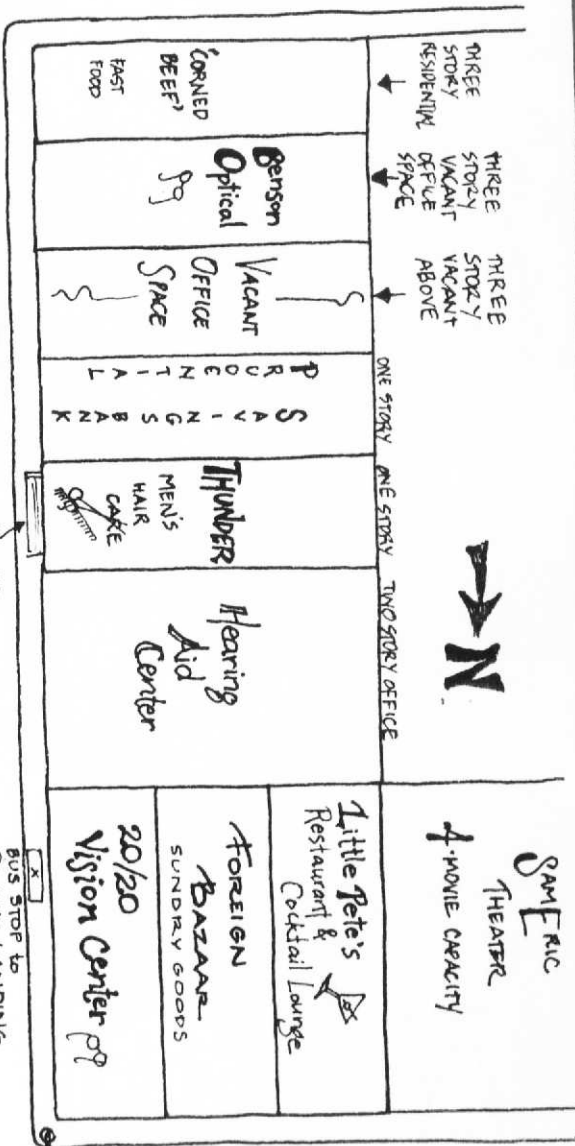 THREE
STORY
RESIDENTIAL
THREE
STORY
VACANT
OFFICE
SPACE
THREE
STORY
VACANT
ABOVE
ONE STORY
ONE STORY
TWO STORY OFFICE
N
SAMERIC
THEATER
4-MOVIE CAPACITY
"CORNED
BEEF"
FAST
FOOD
Benson
Optical
VACANT
OFFICE
SPACE
PRUDENTIAL
SAVINGS BANK
THUNDER
MEN'S
HAIR
CARE
Hearing
Aid
Center
Little Pete's
Restaurant &
Cocktail Lounge
FOREIGN
BAZAAR
SUNDRY GOODS
20/20
Vision Center
X
BUS STOP to